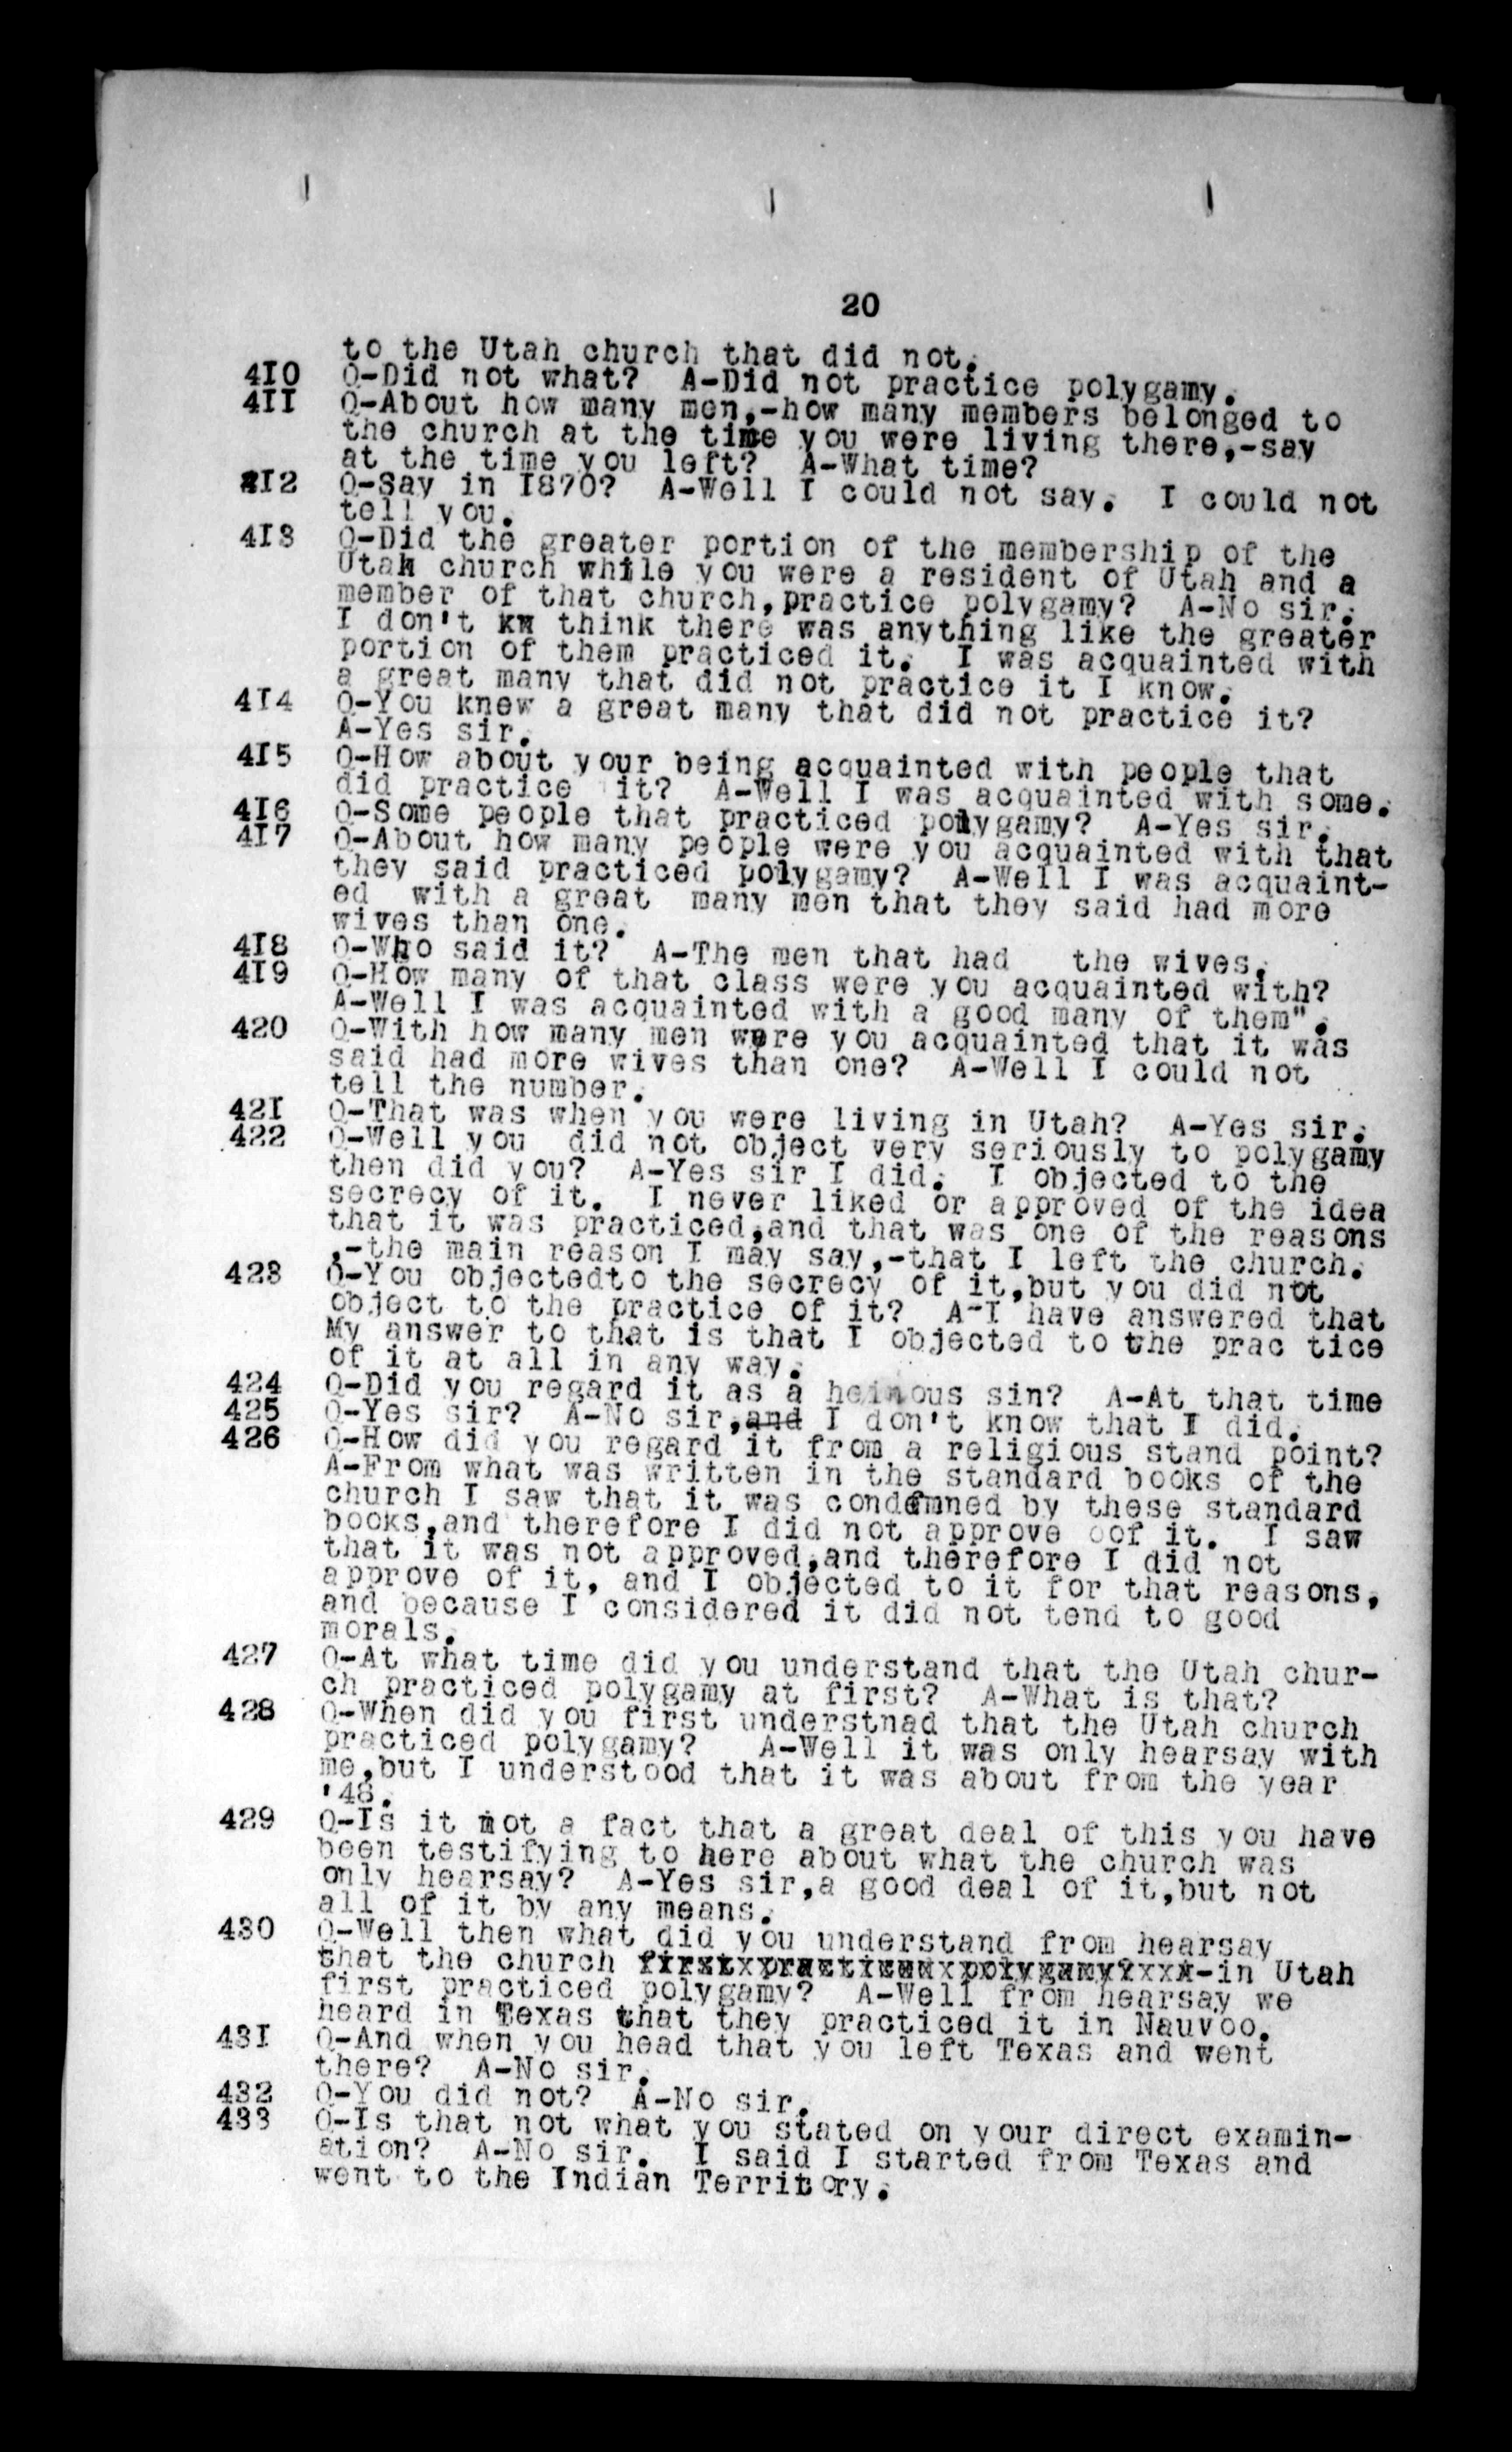 20
to the Utah church that did not.
410 Q-Did not what? A-Did not practice polygamy.
411 Q-About how many men,-how many members belonged to
the church at the time you were living there,-say
at the time you left? A-What time?
412 Q-Say in 1870? A-Well I could not say. I could not
tell you.
413 Q-Did the greater portion of the membership of the
Utah church while you were a resident of Utah and a
member of that church,practice polygamy? A-No sir.
I don't kn think there was anything like the greater
portion of them practiced it. I was acquainted with
a great many that did not practice it I know.
414 Q-You knew a great many that did not practice it?
A-Yes sir.
415 Q-How about your being acquainted with people that
did practice it? A-Well I was acquainted with some.
416 Q-Some people that practiced polygamy? A-Yes sir.
417 Q-About how many people were you acquainted with that
they said practiced polygamy? A-Well I was acquaint-
ed with a great many men that they said had more
wives than one.
418 Q-Who said it? A-The men that had the wives.
419 Q-How many of that class were you acquainted with?
A-Well I was acquainted with a good many of them".
420 Q-With how many men were you acquainted that it was
said had more wives than one? A-Well I could not
tell the number.
421 Q-That was when you were living in Utah? A-Yes sir.
422 Q-Well you did not object very seriously to polygamy
then did you? A-Yes sir I did. I objected to the
secrecy of it. I never liked or approved of the idea
that it was practiced,and that was one of the reasons
,-the main reason I may say,-that I left the church.
423 Q-You objectedto the secrecy of it,but you did not
object to the practice of it? A-I have answered that
My answer to that is that I objected to the prac tice
of it at all in any way.
424 Q-Did you regard it as a heinous sin? A-At that time
425 Q-Yes sir? A-No sir,and I don't know that I did.
426 Q-How did you regard it from a religious stand point?
A-From what was written in the standard books of the
church I saw that it was condemned by these standard
books,and therefore I did not approve oof it. I saw
that it was not approved,and therefore I did not
approve of it, and I objected to it for that reasons,
and because I considered it did not tend to good
morals.
427 Q-At what time did you understand that the Utah chur-
ch practiced polygamy at first? A-What is that?
428 Q-When did you first understnad that the Utah church
practiced polygamy? A-Well it was only hearsay with
me,but I understood that it was about from the year
'48.
429 Q-Is it not a fact that a great deal of this you have
been testifying to here about what the church was
only hearsay? A-Yes sir,a good deal of it,but not
all of it by any means.
430 Q-Well then what did you understand from hearsay
that the church first practiced polygamy? A-in Utah
first practiced polygamy? A-Well from hearsay we
heard in Texas that they practiced it in Nauvoo.
431 Q-And when you head that you left Texas and went
there? A-No sir.
432 Q-You did not? A-No sir.
433 Q-Is that not what you stated on your direct examin-
ation? A-No sir. I said I started from Texas and
went to the Indian Territory.